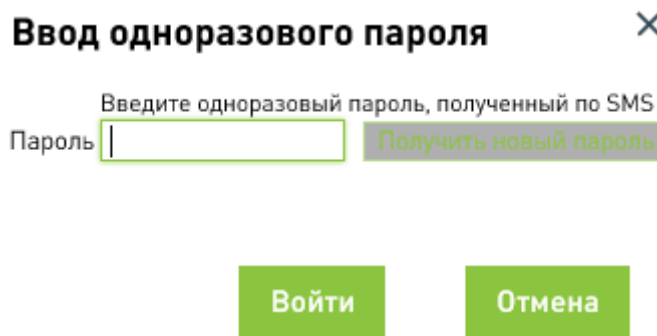 Ввод одноразового пароля
Введите одноразовый пароль, полученный по SMS
Пароль
Получить новый пароль
Войти
Отмена